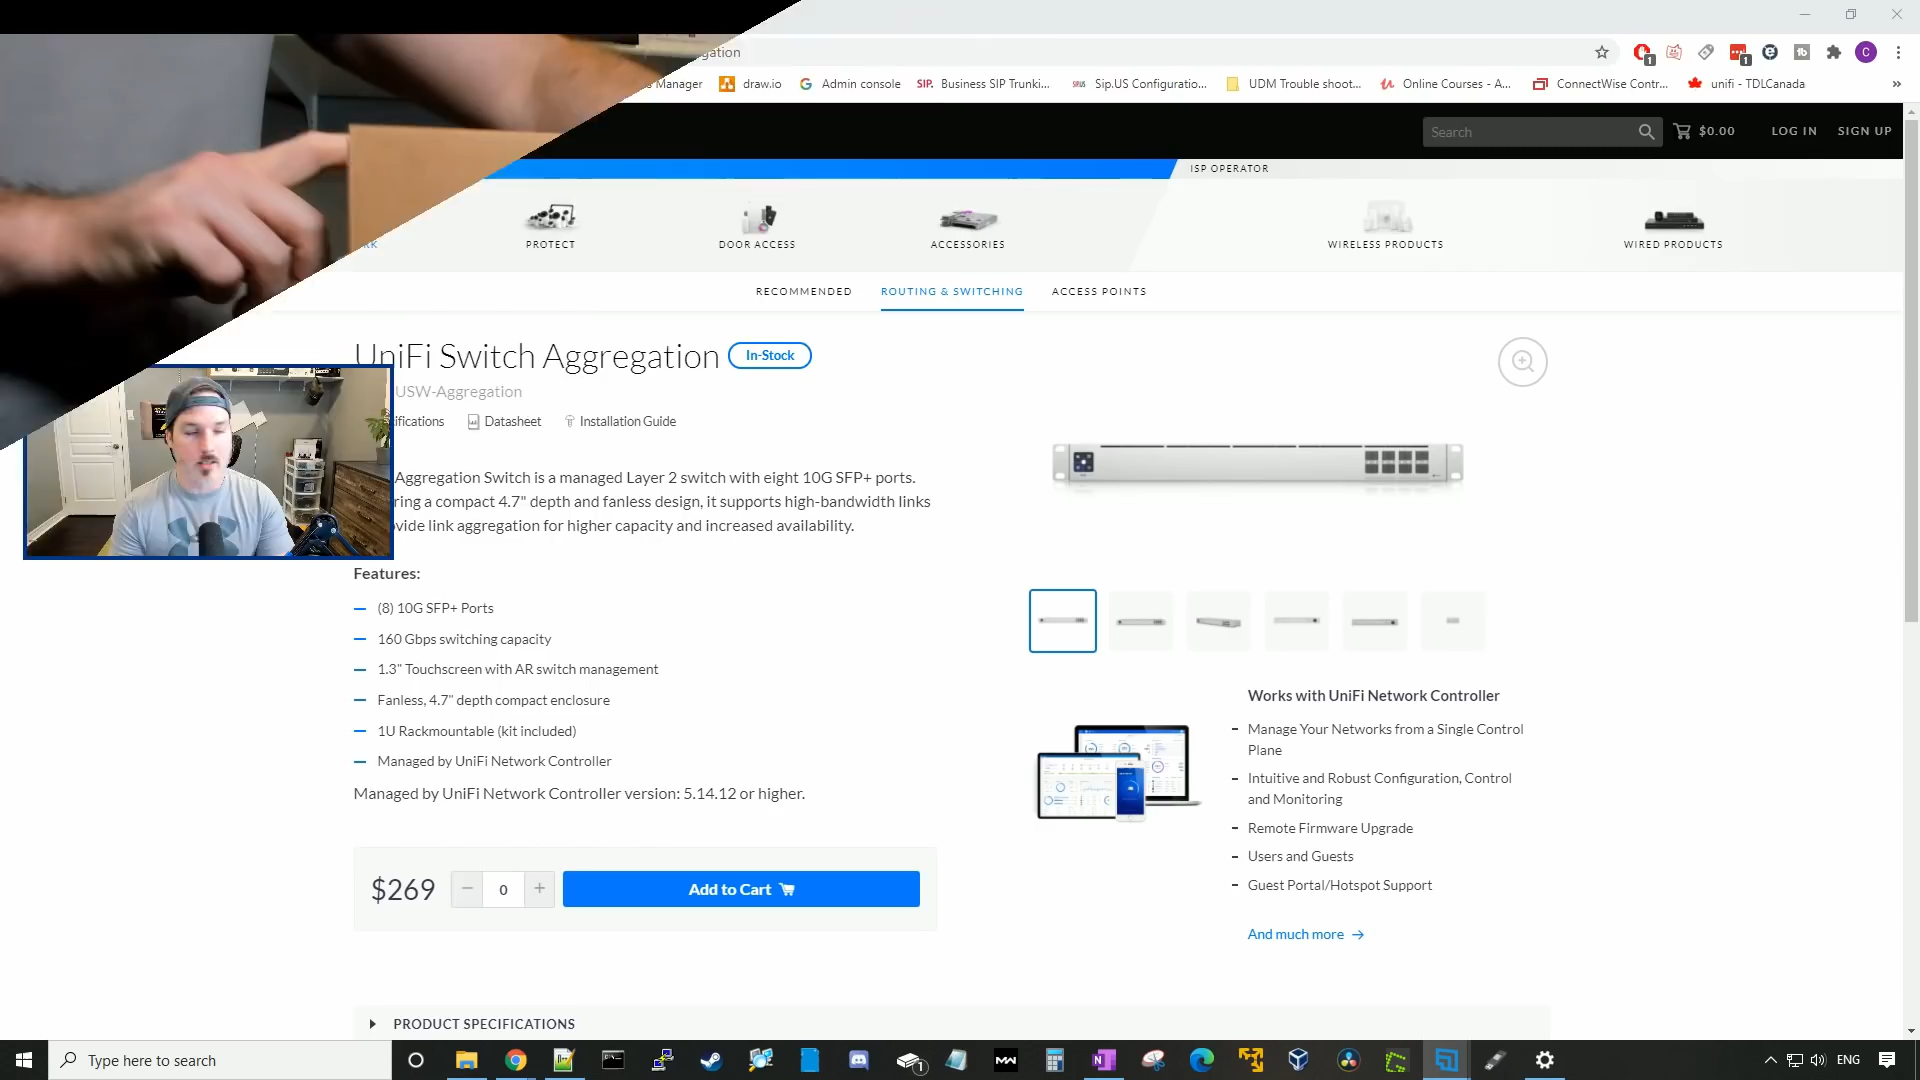 gation
s Manager
draw.io
Admin console
SIP. Business SIP Trunki...
Sip.US Configuratio...
UDM Trouble shoot...
Online Courses - A...
ConnectWise Contr...
unifi - TDLCanada
»
Search
$0.00
LOG IN
SIGN UP
ISP OPERATOR
RK
PROTECT
DOOR ACCESS
ACCESSORIES
WIRELESS PRODUCTS
WIRED PRODUCTS
RECOMMENDED
ROUTING & SWITCHING
ACCESS POINTS
UniFi Switch Aggregation
In-Stock
USW-Aggregation
ifications
Datasheet
Installation Guide
Aggregation Switch is a managed Layer 2 switch with eight 10G SFP+ ports.
ring a compact 4.7" depth and fanless design, it supports high-bandwidth links
vide link aggregation for higher capacity and increased availability.
Features:
(8) 10G SFP+ Ports
160 Gbps switching capacity
1.3" Touchscreen with AR switch management
Fanless, 4.7" depth compact enclosure
1U Rackmountable (kit included)
Managed by UniFi Network Controller
Managed by UniFi Network Controller version: 5.14.12 or higher.
$269
− 0 +
Add to Cart
Works with UniFi Network Controller
- Manage Your Networks from a Single Control
Plane
- Intuitive and Robust Configuration, Control
and Monitoring
- Remote Firmware Upgrade
- Users and Guests
- Guest Portal/Hotspot Support
And much more →
PRODUCT SPECIFICATIONS
Type here to search
ENG